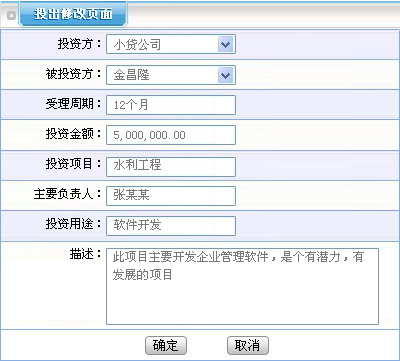 投出修改页面
投资方： 小贷公司
被投资方： 金昌隆
受理周期： 12个月
投资金额： 5,000,000.00
投资项目： 水利工程
主要负责人： 张某某
投资用途： 软件开发
描述： 此项目主要开发企业管理软件，是个有潜力，有
发展的项目
确定 取消